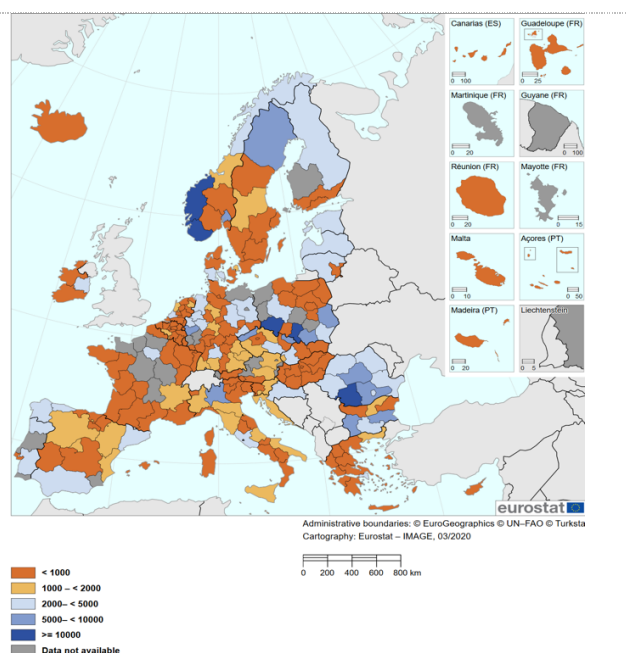 Canarias (ES)
0 100
Guadeloupe (FR)
0 25
Martinique (FR)
0 20
Guyane (FR)
0 100
Réunion (FR)
0 20
Mayotte (FR)
0 15
Malta
0 10
Açores (PT)
0 50
Madeira (PT)
0 20
Liechtenstein
0 5
eurostat
Administrative boundaries: © EuroGeographics © UN–FAO © Turksta
Cartography: Eurostat – IMAGE, 03/2020
0 200 400 600 800 km
< 1000
1000 – < 2000
2000– < 5000
5000– < 10000
>= 10000
Data not available